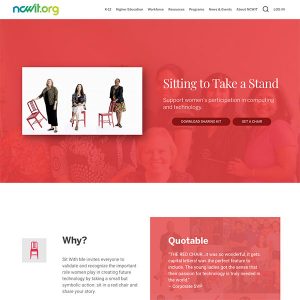 ncwit.org
K-12 Higher Education Workforce Resources Programs News & Events About NCWIT LOG IN
Sitting to Take a Stand
Support women's participation in computing
and technology.
DOWNLOAD SHARING KIT GET A CHAIR
Why?
Sit With Me invites everyone to
validate and recognize the important
role women play in creating future
technology by taking a small but
symbolic action: sit in a red chair and
share your story.
Quotable
"THE RED CHAIR...it was so wonderful, it gets
capital letters! was the perfect feature to
include. The young ladies got the sense that
their passion for technology is truly needed in
the world."
– Corporate SVP